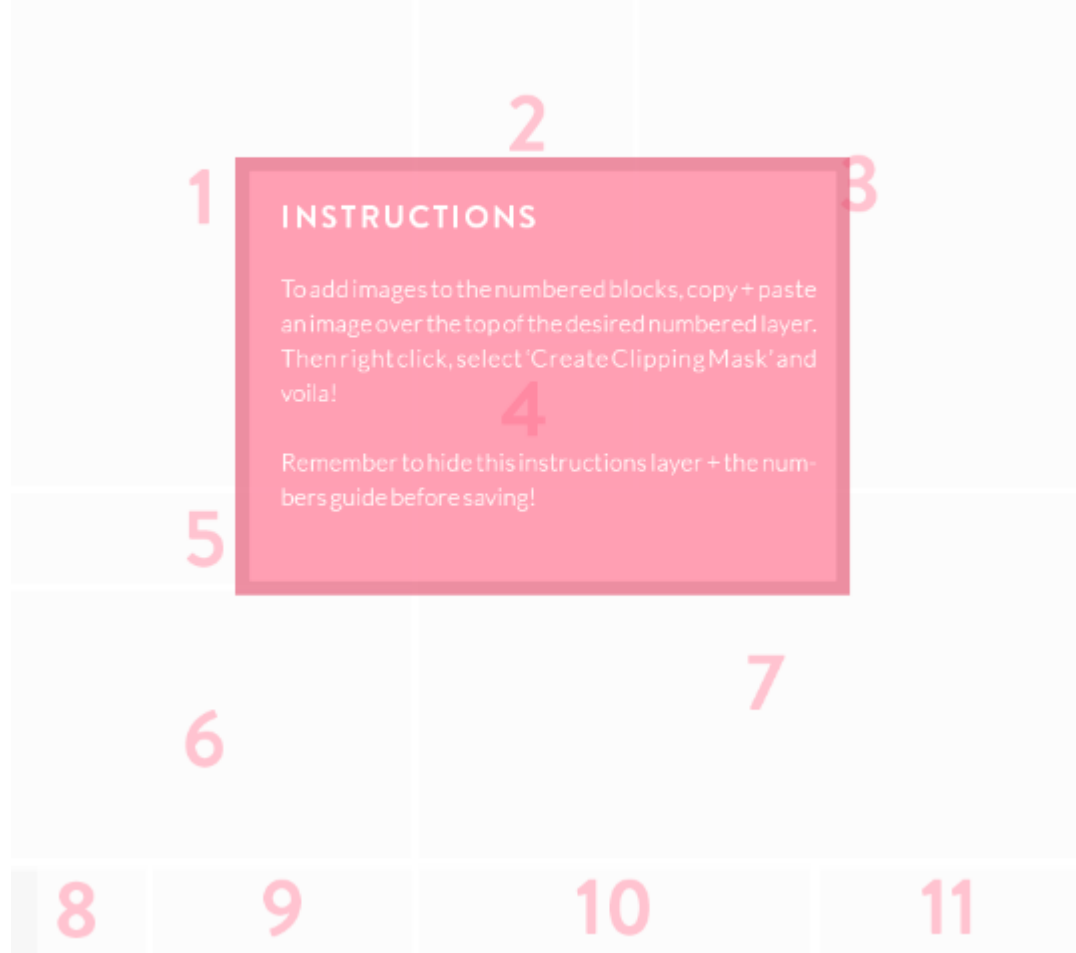 2
1
3
INSTRUCTIONS
To add images to the numbered blocks, copy + paste
an image over the top of the desired numbered layer.
Then right click, select 'Create Clipping Mask' and
voila!
4
Remember to hide this instructions layer + the num-
bers guide before saving!
5
7
6
8 9 10 11